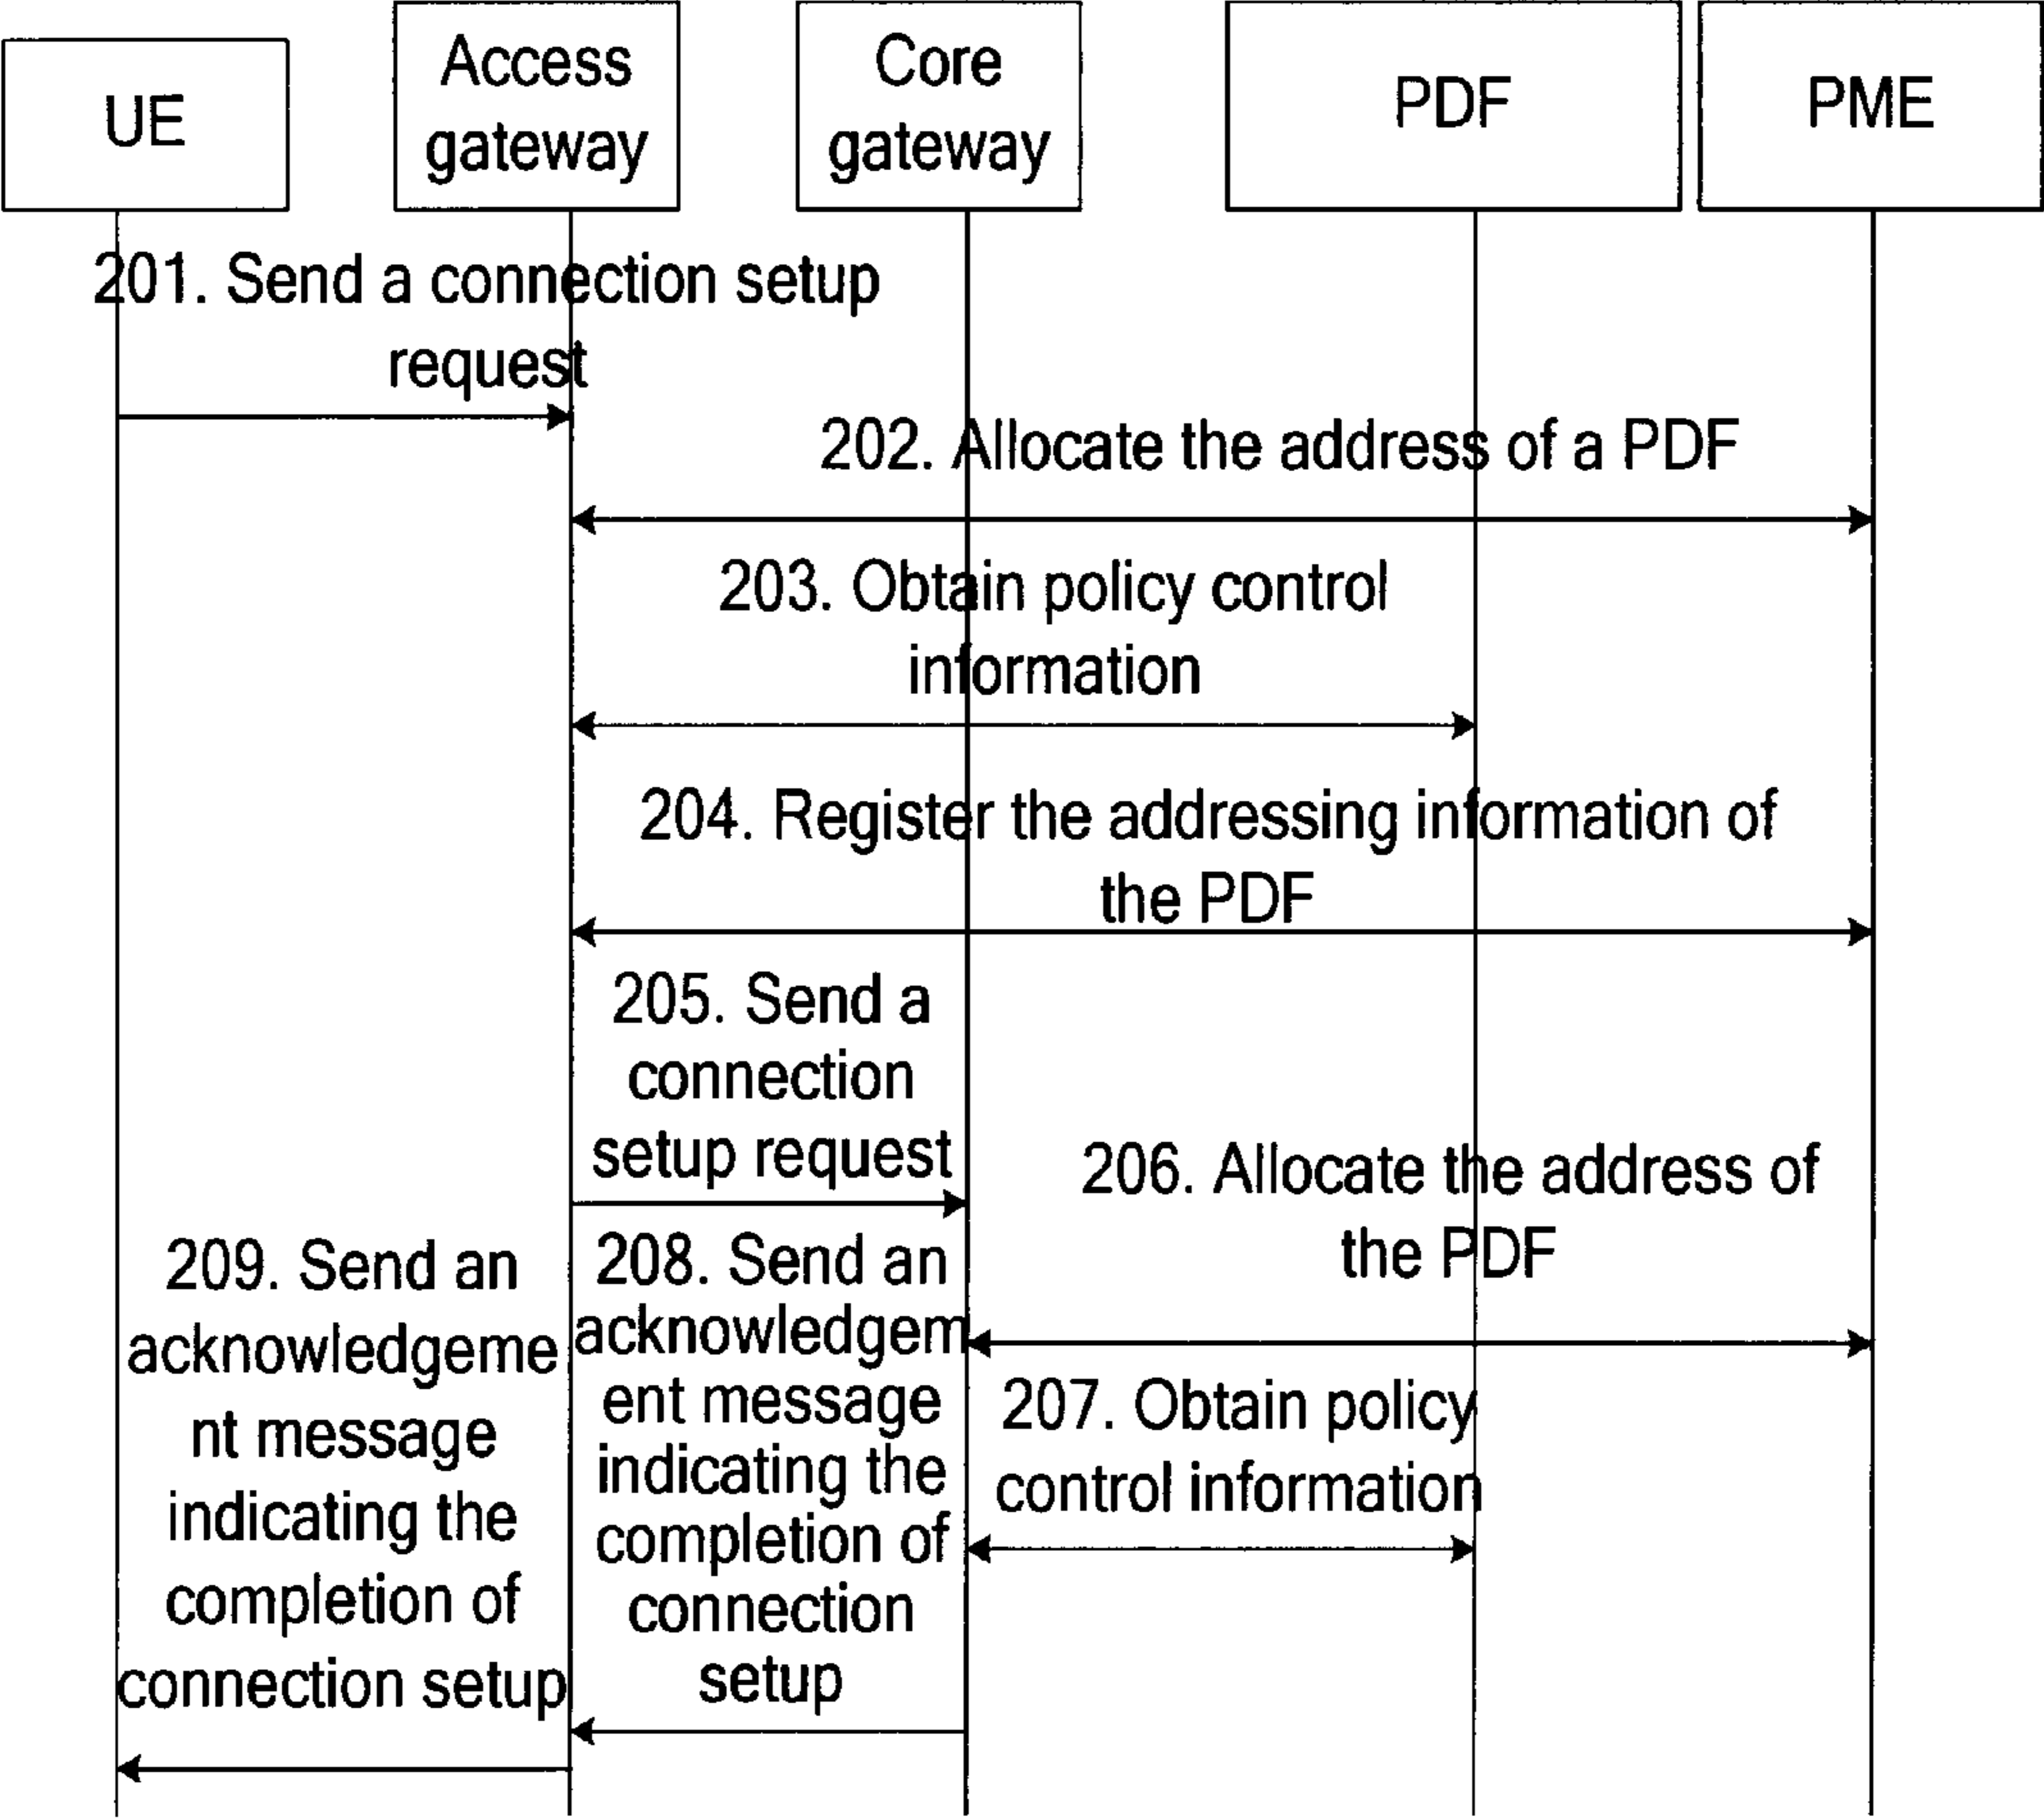 UE
Access
gateway
Core
gateway
PDF
PME
201. Send a connection setup
request
202. Allocate the address of a PDF
203. Obtain policy control
information
204. Register the addressing information of
the PDF
205. Send a
connection
setup request
206. Allocate the address of
the PDF
207. Obtain policy
control information
208. Send an
acknowledgem
ent message
indicating the
completion of
connection
setup
209. Send an
acknowledgeme
nt message
indicating the
completion of
connection setup